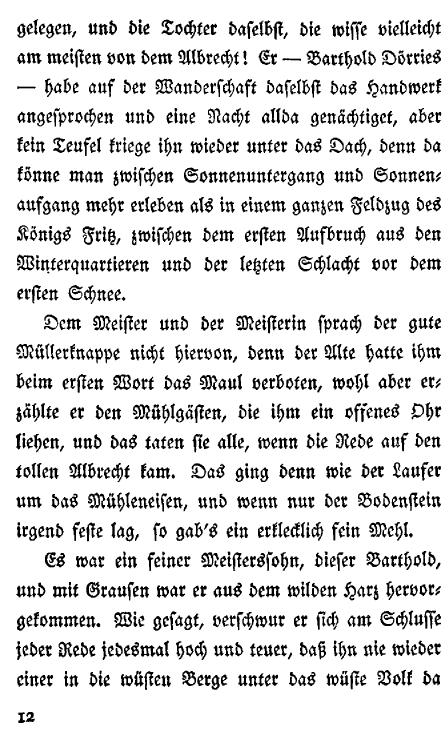 gelegen, und die Tochter daselbst, die wisse vielleicht
am meisten von dem Albrecht! Er — Barthold Dörries
— habe auf der Wanderschaft daselbst das Handwerk
angesprochen und eine Nacht allda genächtiget, aber
kein Teufel kriege ihn wieder unter das Dach, denn da
könne man zwischen Sonnenuntergang und Sonnen-
aufgang mehr erleben als in einem ganzen Feldzug des
Königs Fritz, zwischen dem ersten Aufbruch aus den
Winterquartieren und der letzten Schlacht vor dem
ersten Schnee.
Dem Meister und der Meisterin sprach der gute
Müllerknappe nicht hiervon, denn der Alte hatte ihm
beim ersten Wort das Maul verboten, wohl aber er-
zählte er den Mühlgästen, die ihm ein offenes Ohr
liehen, und das taten sie alle, wenn die Rede auf den
tollen Albrecht kam. Das ging denn wie der Laufer
um das Mühleneisen, und wenn nur der Bodenstein
irgend feste lag, so gab's ein erklecklich fein Mehl.
Es war ein feiner Meisterssohn, dieser Barthold,
und mit Grausen war er aus dem wilden Harz hervor-
gekommen. Wie gesagt, verschwur er sich am Schlusse
jeder Rede jedesmal hoch und teuer, daß ihn nie wieder
einer in die wüsten Berge unter das wüste Volk da
12